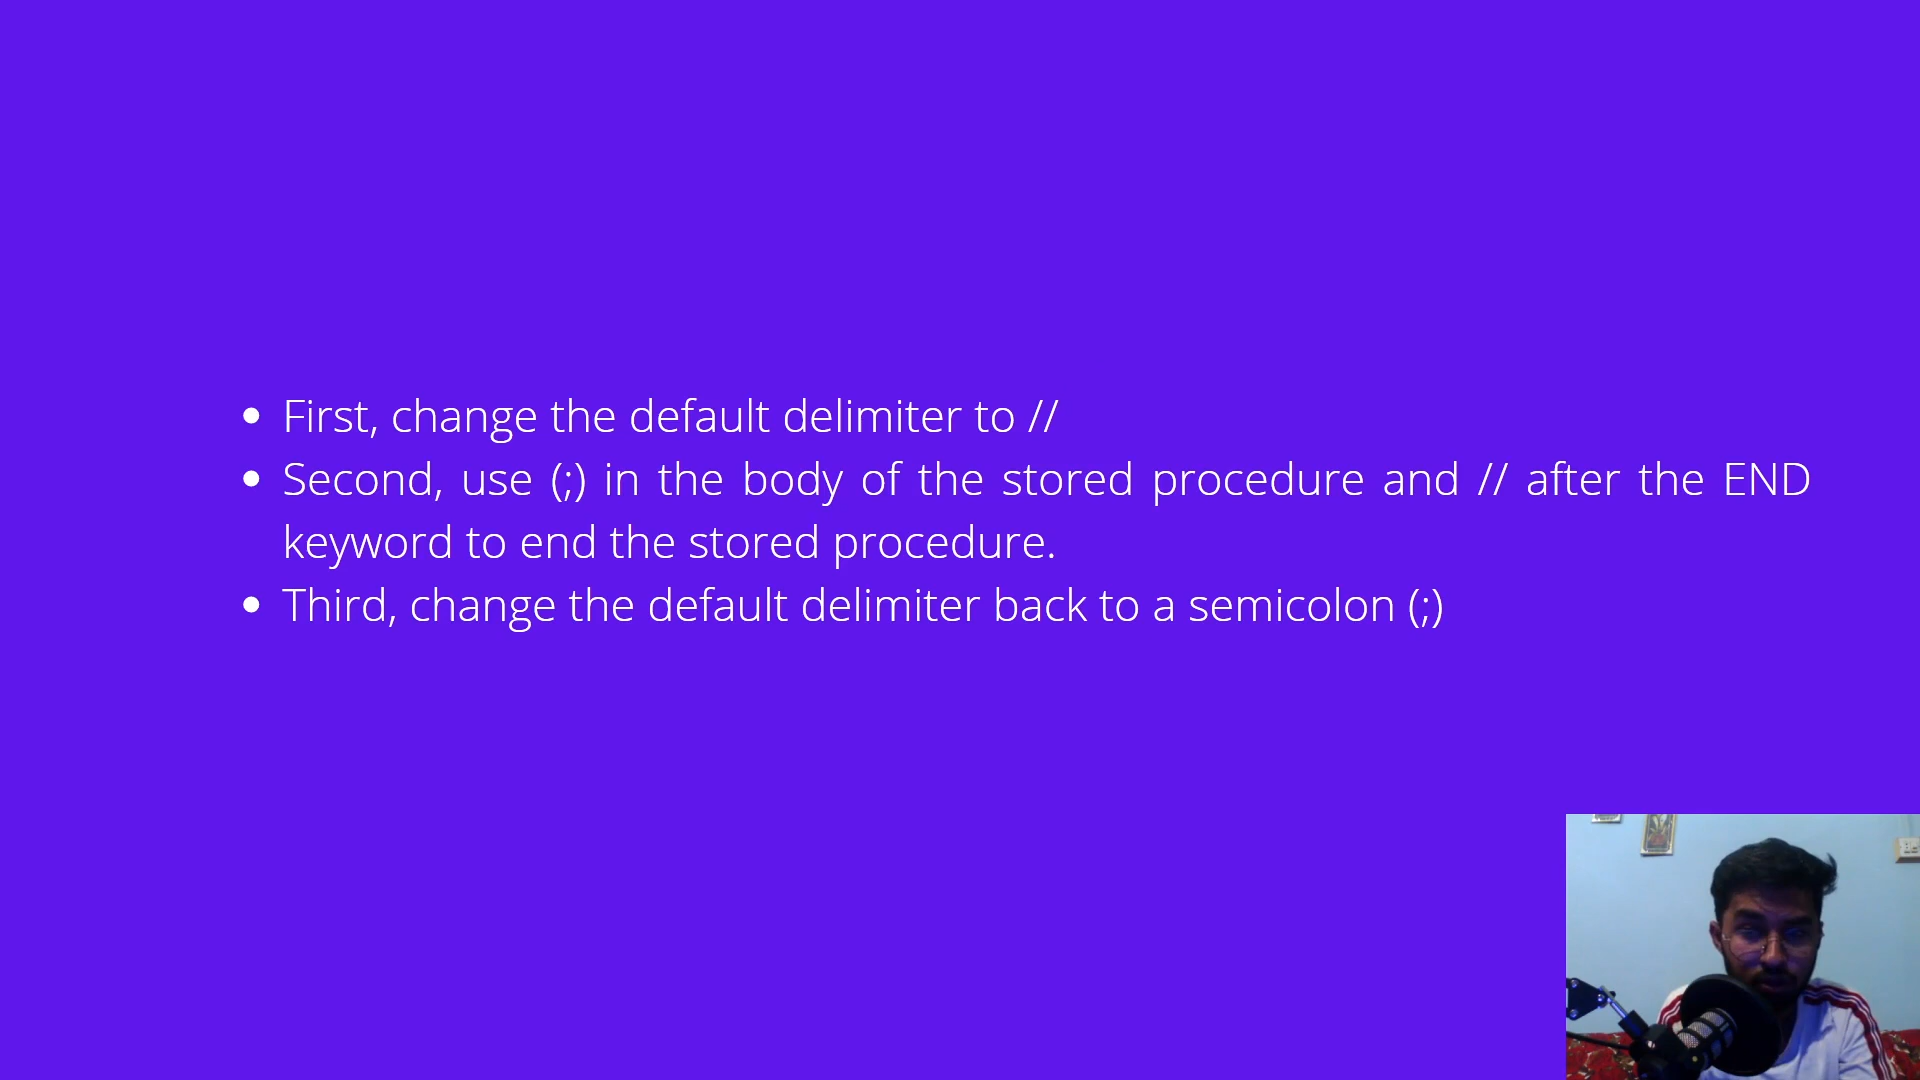 • First, change the default delimiter to //
• Second, use (;) in the body of the stored procedure and // after the END
keyword to end the stored procedure.
• Third, change the default delimiter back to a semicolon (;)